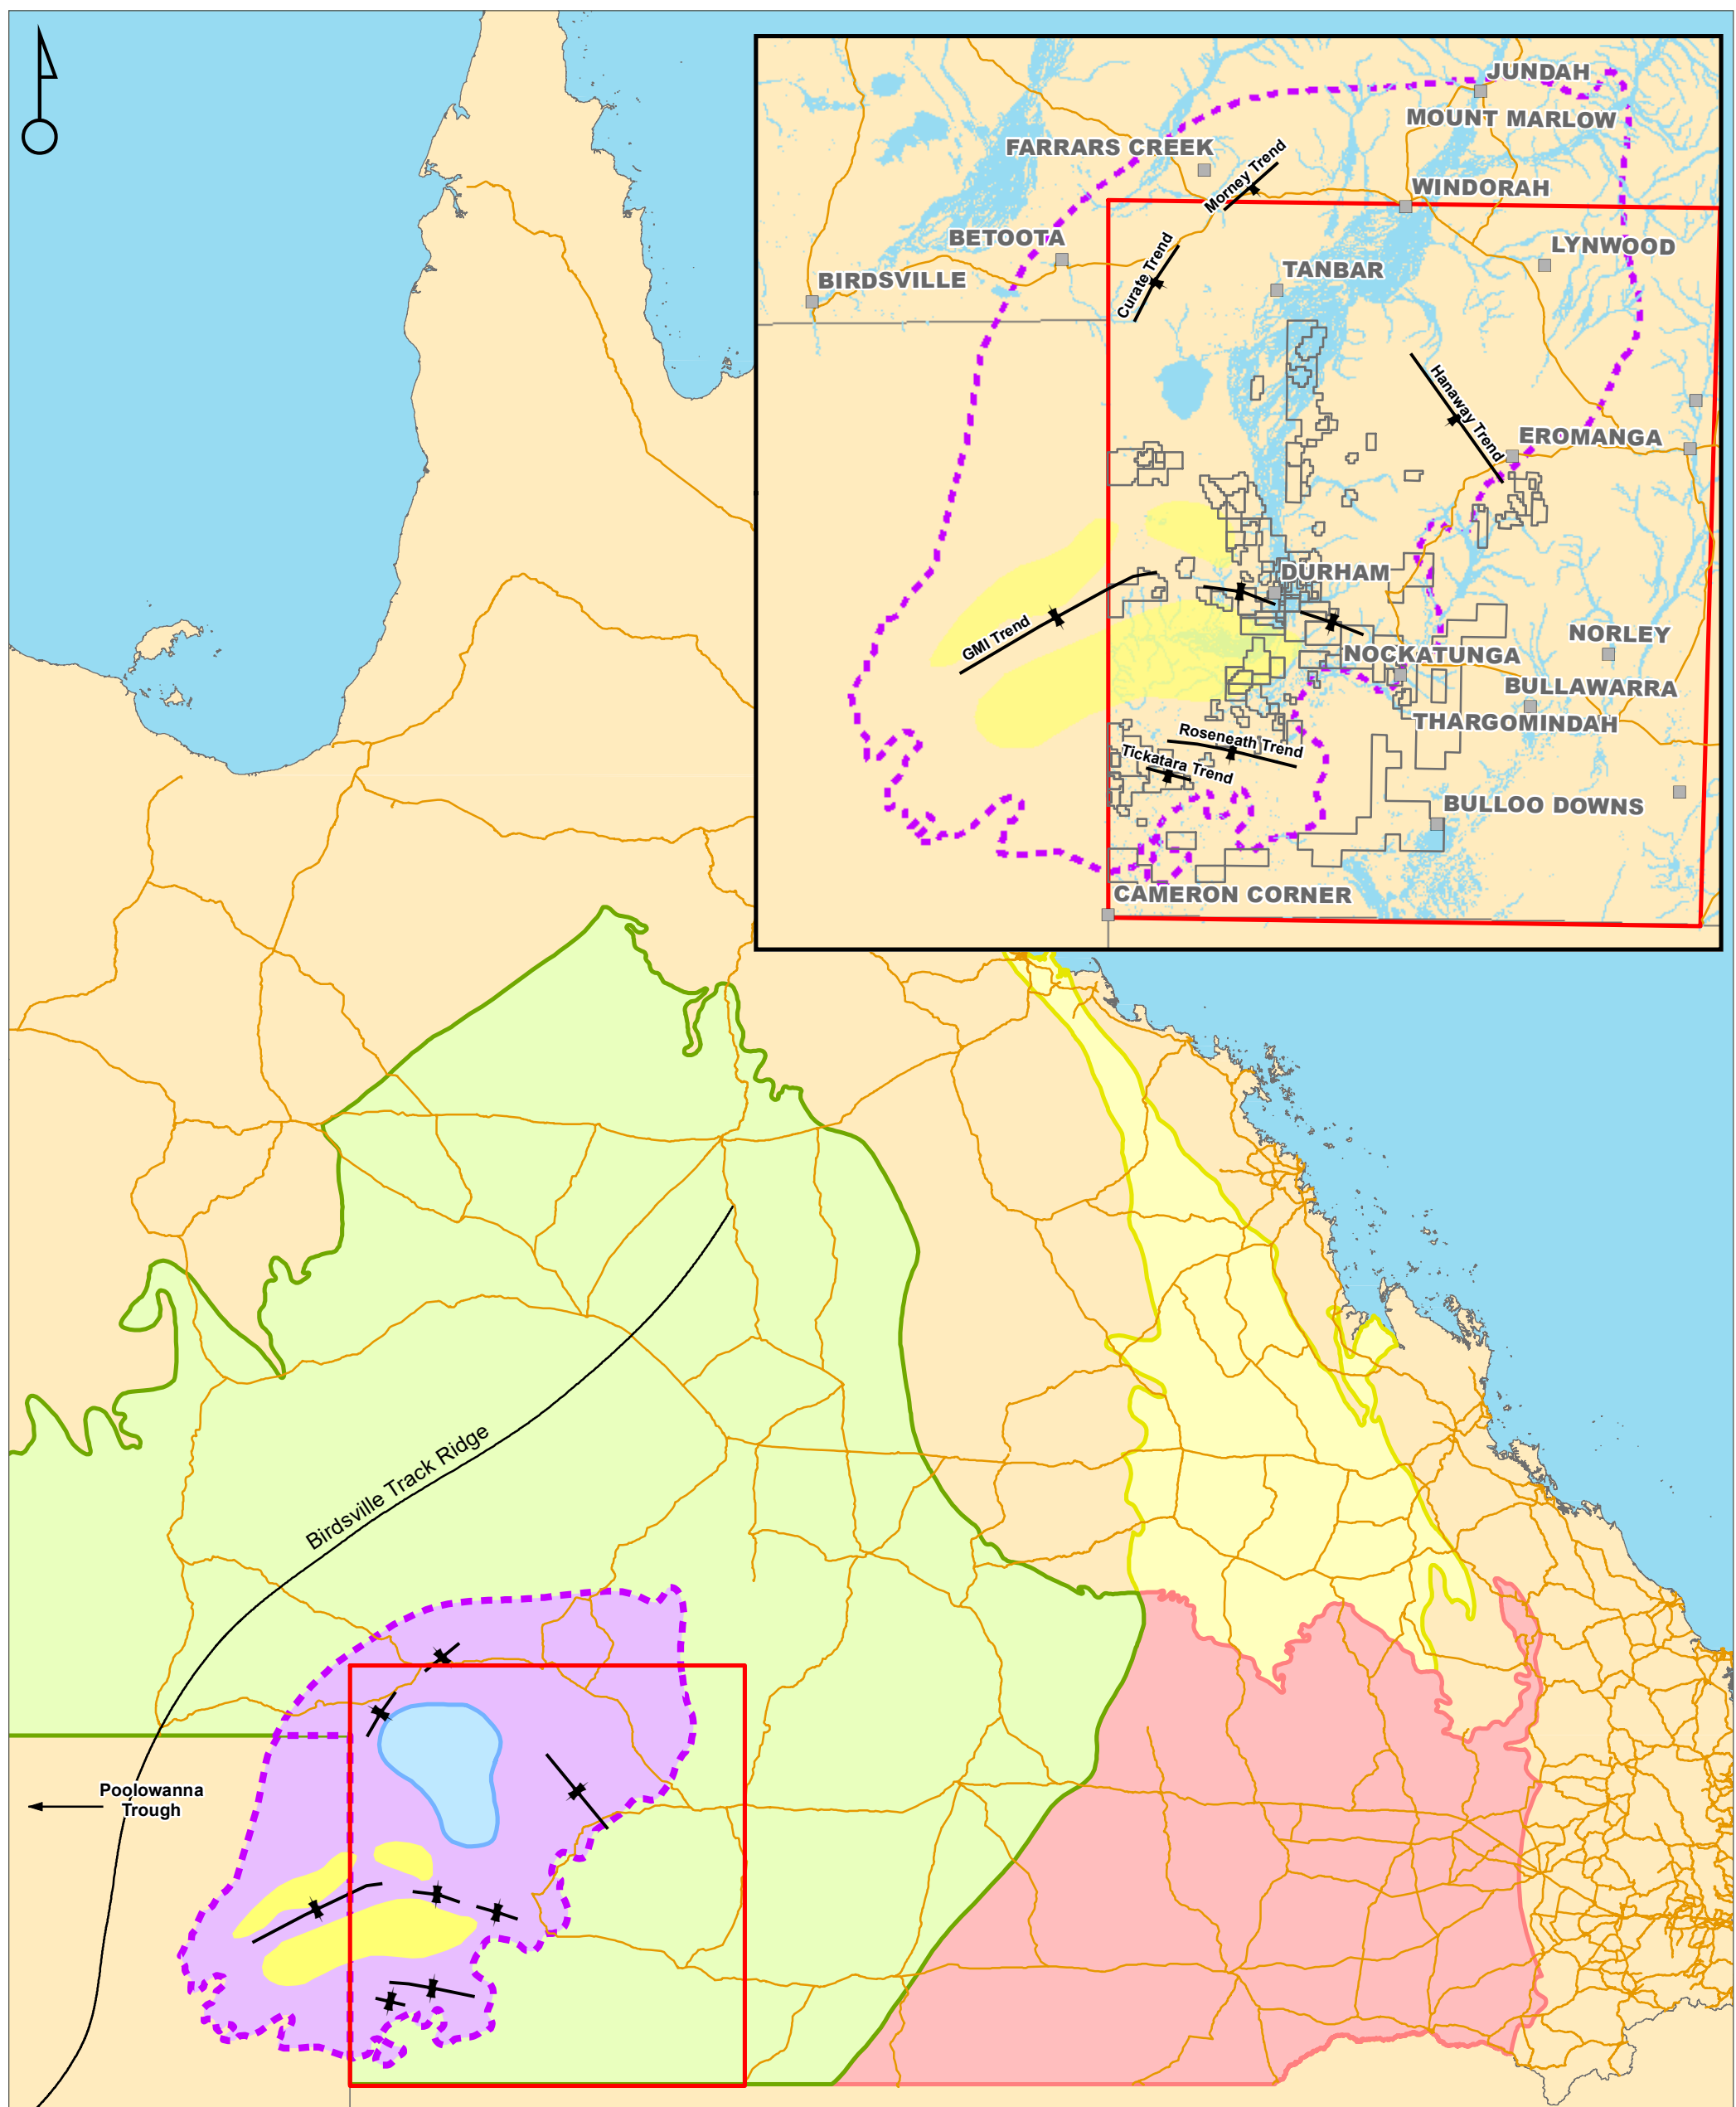 JUNDAH
MOUNT MARLOW
FARRARS CREEK
Morney Trend
WINDORAH
BETOOTA
LYNWOOD
Curate Trend
TANBAR
BIRDSVILLE
Hanaway Trend
EROMANGA
DURHAM
GMI Trend
NORLEY
NOCKATUNGA
BULLAWARRA
THARGOMINDAH
Roseneath Trend
Tickatara Trend
BULLOO DOWNS
CAMERON CORNER
Birdsville Track Ridge
Poolowanna
Trough